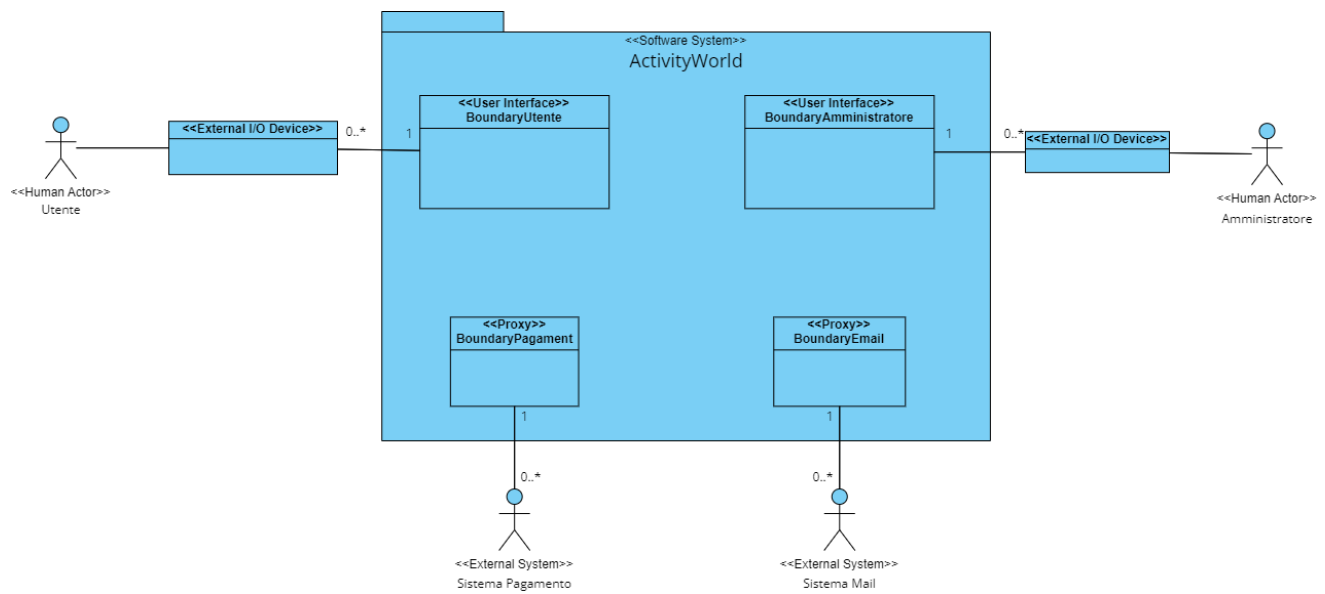 <<Software System>>
ActivityWorld
<<User Interface>>
BoundaryUtente
<<User Interface>>
BoundaryAmministratore
<<External I/O Device>>
0..*
1
1
0..*
<<External I/O Device>>
<<Human Actor>>
Utente
<<Human Actor>>
Amministratore
<<Proxy>>
BoundaryPagament
<<Proxy>>
BoundaryEmail
1
1
0..*
0..*
<<External System>>
Sistema Pagamento
<<External System>>
Sistema Mail